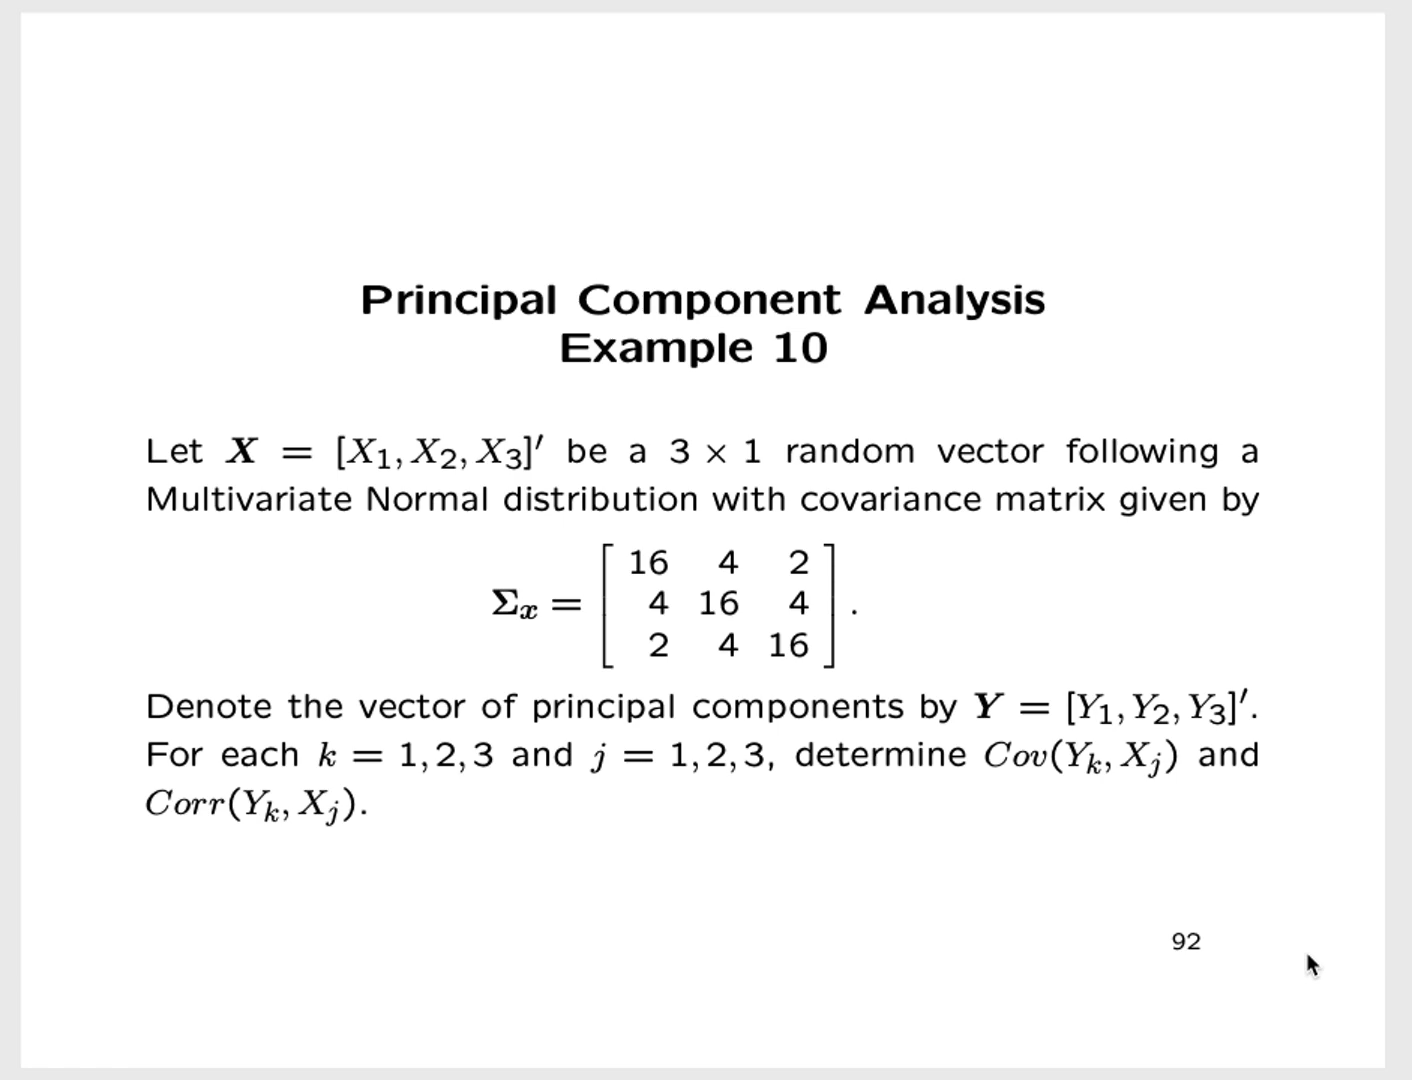 Principal Component Analysis
Example 10
Let X = [X₁, X₂, X₃]′ be a 3 × 1 random vector following a
Multivariate Normal distribution with covariance matrix given by
16 4 2
Σₓ = 4 16 4 .
2 4 16
Denote the vector of principal components by Y = [Y₁, Y₂, Y₃]′.
For each k = 1, 2, 3 and j = 1, 2, 3, determine Cov(Yₖ, Xⱼ) and
Corr(Yₖ, Xⱼ).
92